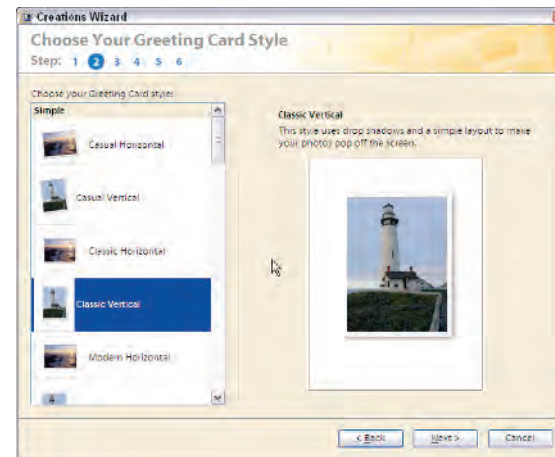 Creations Wizard
Choose Your Greeting Card Style
Step: 1 2 3 4 5 6
Choose your Greeting Card style:
Simple
Casual Horizontal
Casual Vertical
Classic Horizontal
Classic Vertical
Modern Horizontal
Classic Vertical
This style uses drop shadows and a simple layout to make
your photos pop off the screen.
< Back
Next >
Cancel